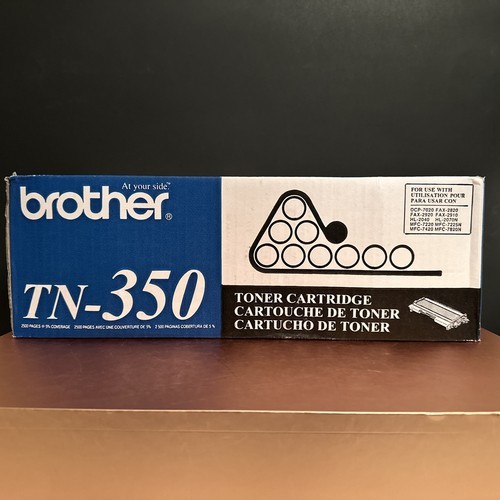 At your side.™
brother®
TN-350
2500 PAGES @ 5% COVERAGE 2500 PAGES AVEC UNE COUVERTURE DE 5% 2 500 PAGINAS COBERTURA DE 5 %
FOR USE WITH
UTILISATION POUR
PARA USAR CON
DCP-7020 FAX-2820
FAX-2920 FAX-2910
HL-2040 HL-2070N
MFC-7220 MFC-7225N
MFC-7420 MFC-7820N
TONER CARTRIDGE
CARTOUCHE DE TONER
CARTUCHO DE TONER